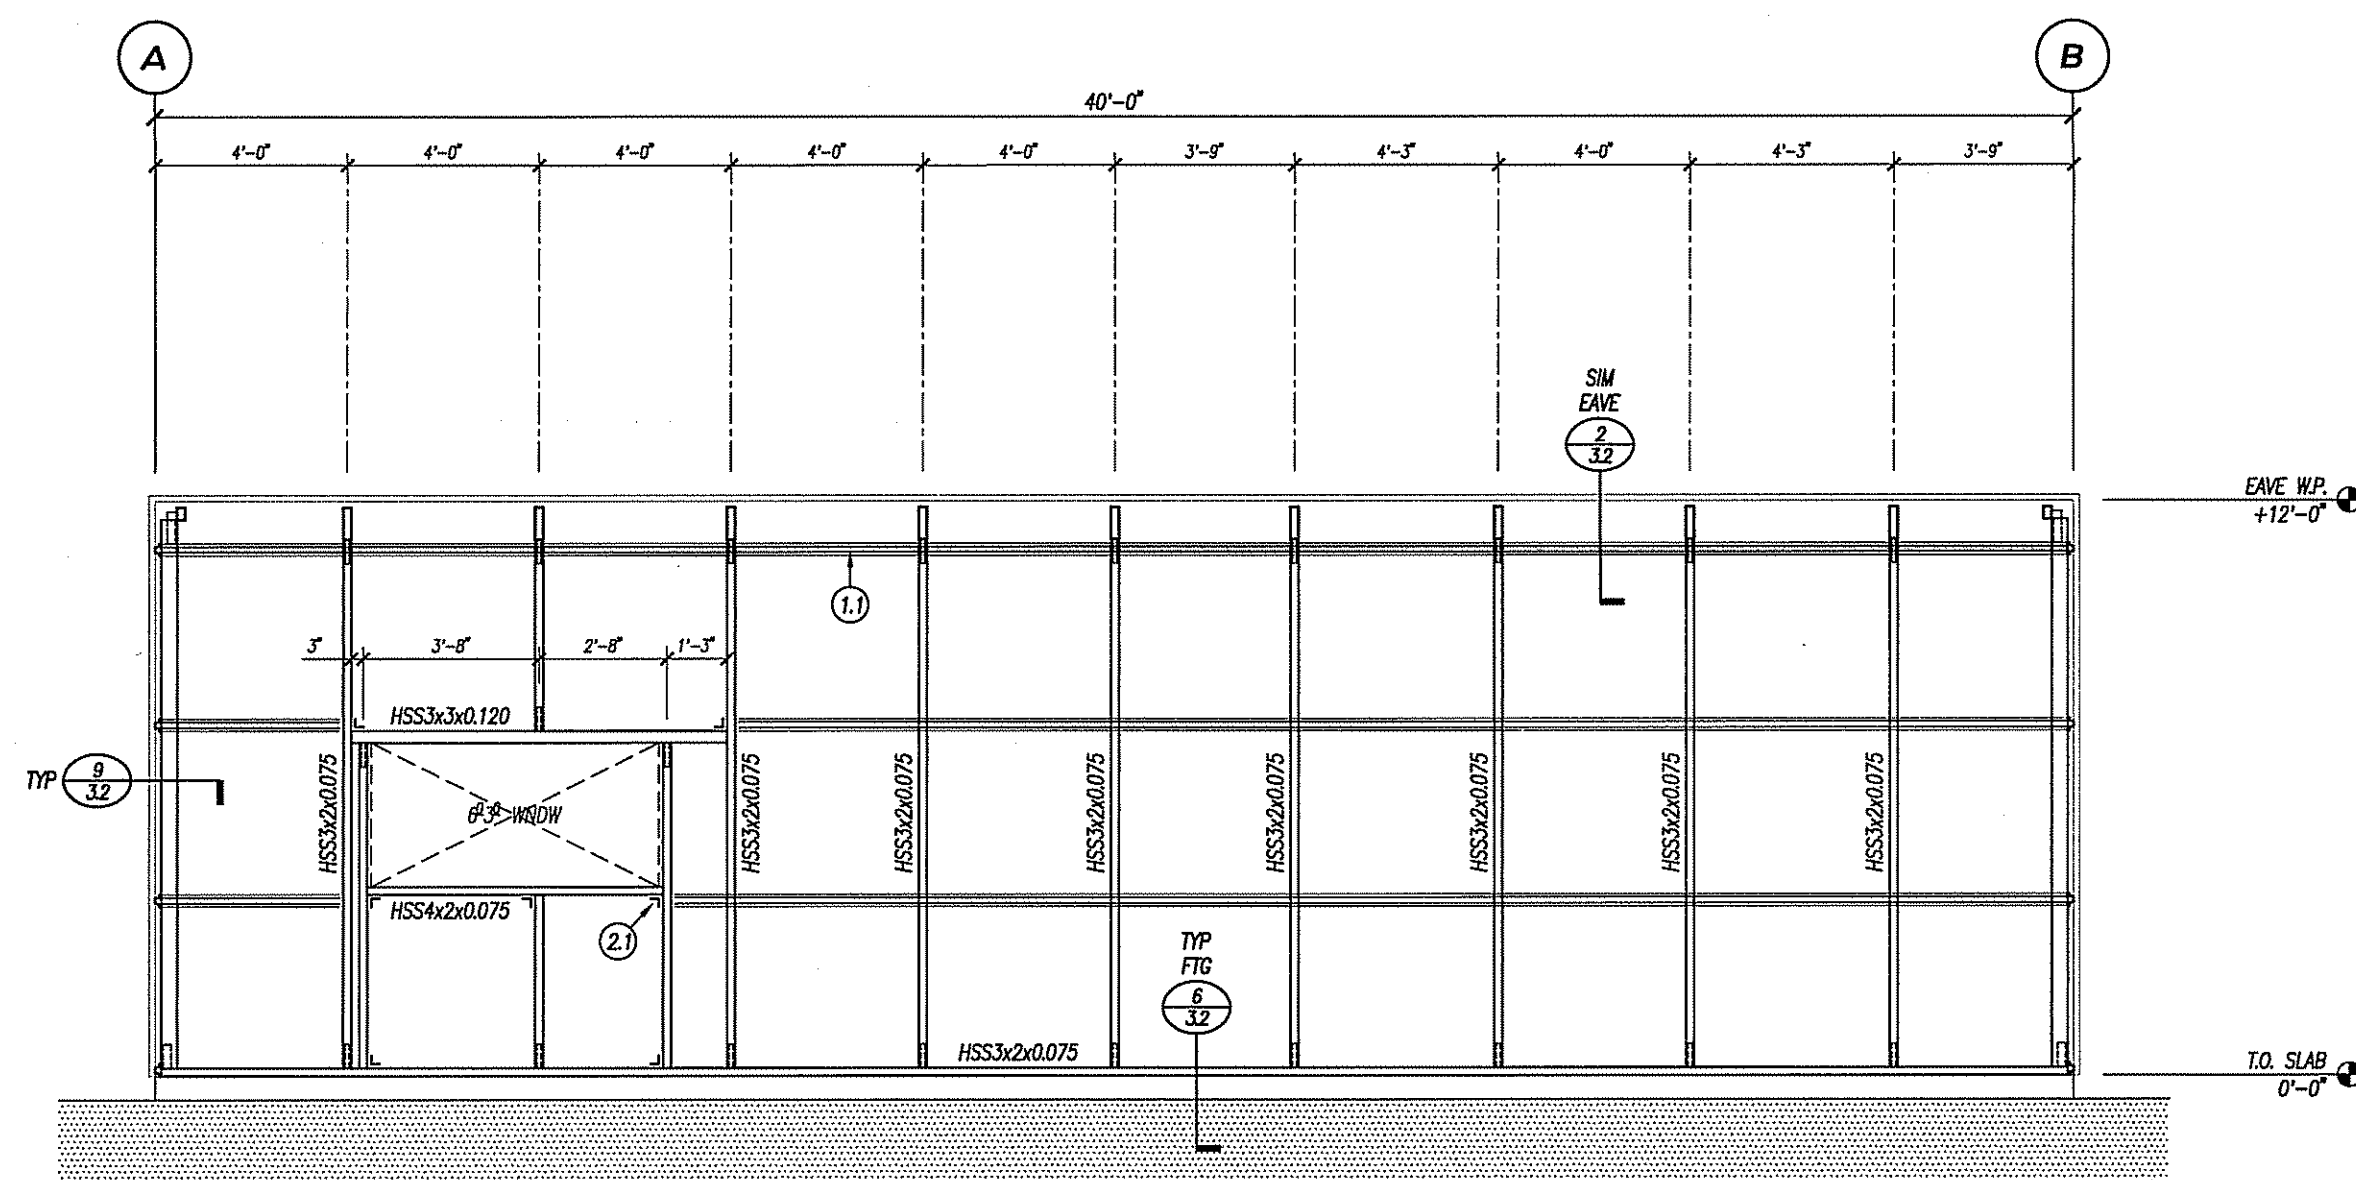 A
B
40'-0"
4'-0"
4'-0"
4'-0"
4'-0"
4'-0"
3'-9"
4'-3"
4'-0"
4'-3"
3'-9"
SIM
EAVE
2
3.2
EAVE W.P.
+12'-0"
1.1
3"
3'-8"
2'-8"
1'-3"
HSS3x3x0.120
TYP
9
3.2
HSS3x2x0.075
HSS3x2x0.075
HSS3x2x0.075
HSS3x2x0.075
HSS3x2x0.075
HSS3x2x0.075
HSS3x2x0.075
HSS3x2x0.075
WNDW
HSS4x2x0.075
2.1
TYP
FTG
6
3.2
HSS3x2x0.075
T.O. SLAB
0'-0"